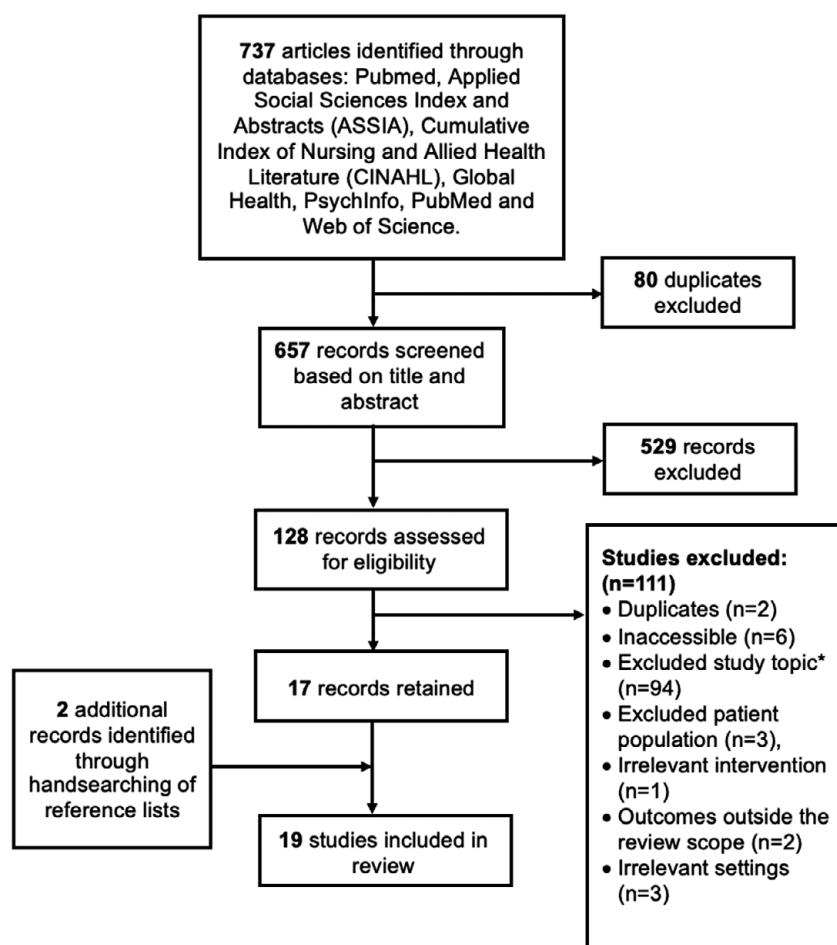 737 articles identified through
databases: Pubmed, Applied
Social Sciences Index and
Abstracts (ASSIA), Cumulative
Index of Nursing and Allied Health
Literature (CINAHL), Global
Health, PsychInfo, PubMed and
Web of Science.
80 duplicates
excluded
657 records screened
based on title and
abstract
529 records
excluded
128 records assessed
for eligibility
Studies excluded:
(n=111)
• Duplicates (n=2)
• Inaccessible (n=6)
• Excluded study topic*
(n=94)
• Excluded patient
population (n=3),
• Irrelevant intervention
(n=1)
• Outcomes outside the
review scope (n=2)
• Irrelevant settings
(n=3)
17 records retained
2 additional
records identified
through
handsearching of
reference lists
19 studies included in
review